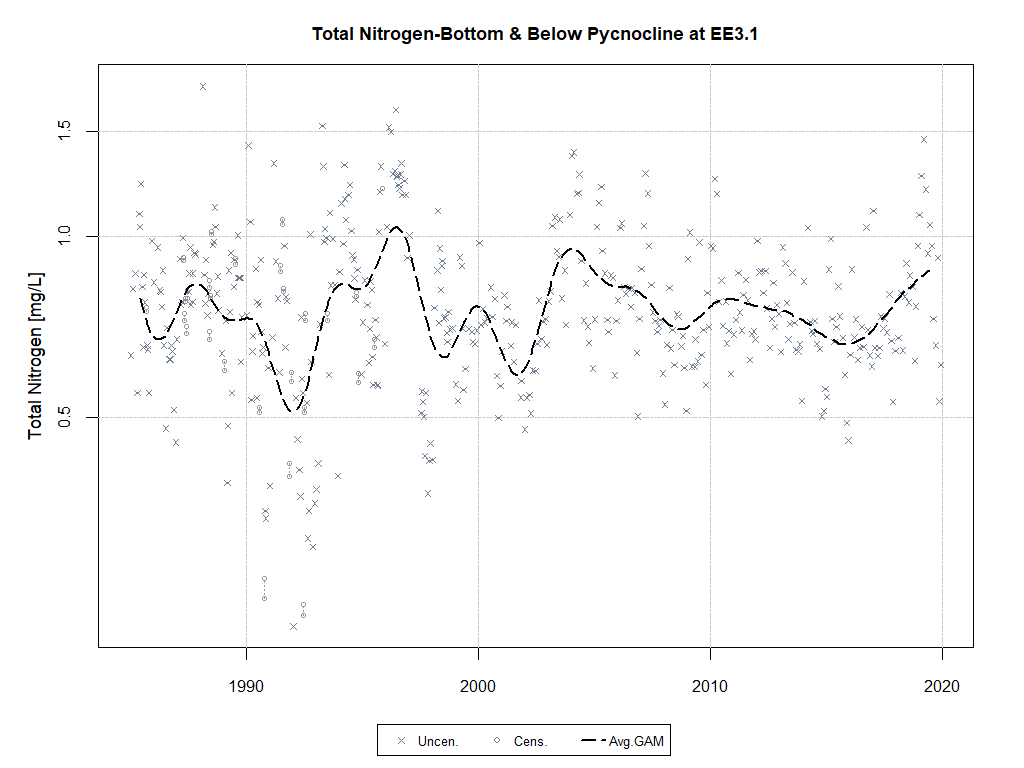 Total Nitrogen-Bottom & Below Pycnocline at EE3.1
Total Nitrogen [mg/L]
1.5
1.0
0.5
1990 2000 2010 2020
Uncen. Cens. Avg.GAM